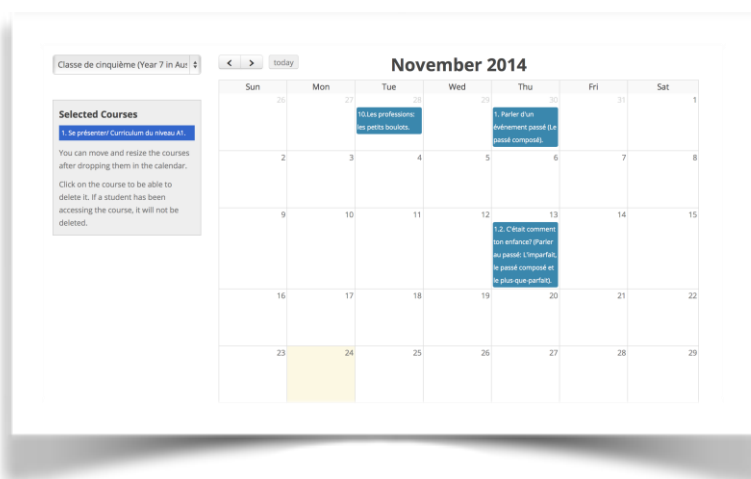 Classe de cinquième (Year 7 in Aus
today
November 2014
Selected Courses
1. Se présenter/ Curriculum du niveau A1.
You can move and resize the courses
after dropping them in the calendar.
Click on the course to be able to
delete it. If a student has been
accessing the course, it will not be
deleted.
Sun Mon Tue Wed Thu Fri Sat
26 27 28 29 30 31 1
10.Les professions:
les petits boulots.
1. Parler d'un
événement passé (Le
passé composé).
2 3 4 5 6 7 8
9 10 11 12 13 14 15
1.2. C'était comment
ton enfance? (Parler
au passé: L'imparfait,
le passé composé et
le plus-que-parfait).
16 17 18 19 20 21 22
23 24 25 26 27 28 29